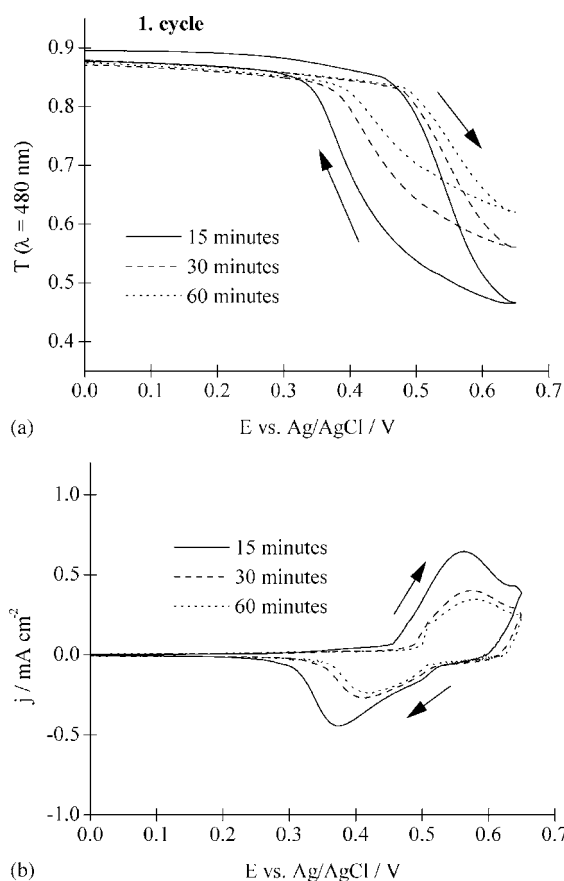 1. cycle
0.9
0.8
0.7
0.6
0.5
0.4
T (λ = 480 nm)
15 minutes
30 minutes
60 minutes
0.0 0.1 0.2 0.3 0.4 0.5 0.6 0.7
(a) E vs. Ag/AgCl / V
1.0
0.5
0.0
-0.5
-1.0
j / mA cm⁻²
15 minutes
30 minutes
60 minutes
0.0 0.1 0.2 0.3 0.4 0.5 0.6 0.7
(b) E vs. Ag/AgCl / V